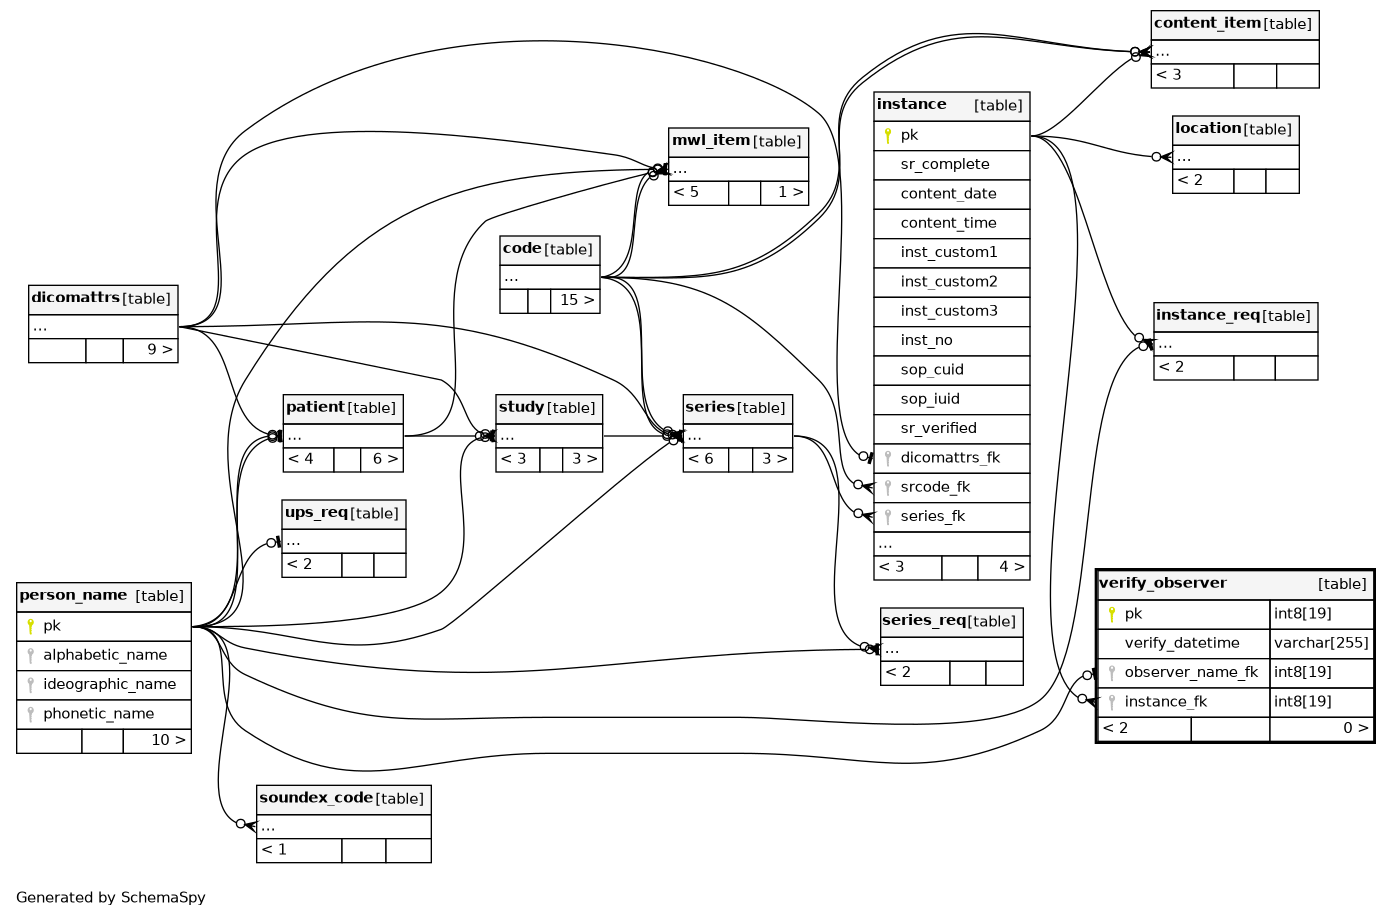 content_item [table]
...
< 3
instance [table]
pk
sr_complete
content_date
content_time
inst_custom1
inst_custom2
inst_custom3
inst_no
sop_cuid
sop_iuid
sr_verified
dicomattrs_fk
srcode_fk
series_fk
...
< 3 4 >
location [table]
...
< 2
mwl_item [table]
...
< 5 1 >
code [table]
...
15 >
dicomattrs [table]
...
9 >
instance_req [table]
...
< 2
patient [table]
...
< 4 6 >
study [table]
...
< 3 3 >
series [table]
...
< 6 3 >
ups_req [table]
...
< 2
person_name [table]
pk
alphabetic_name
ideographic_name
phonetic_name
10 >
verify_observer [table]
pk int8[19]
verify_datetime varchar[255]
observer_name_fk int8[19]
instance_fk int8[19]
< 2 0 >
series_req [table]
...
< 2
soundex_code [table]
...
< 1
Generated by SchemaSpy